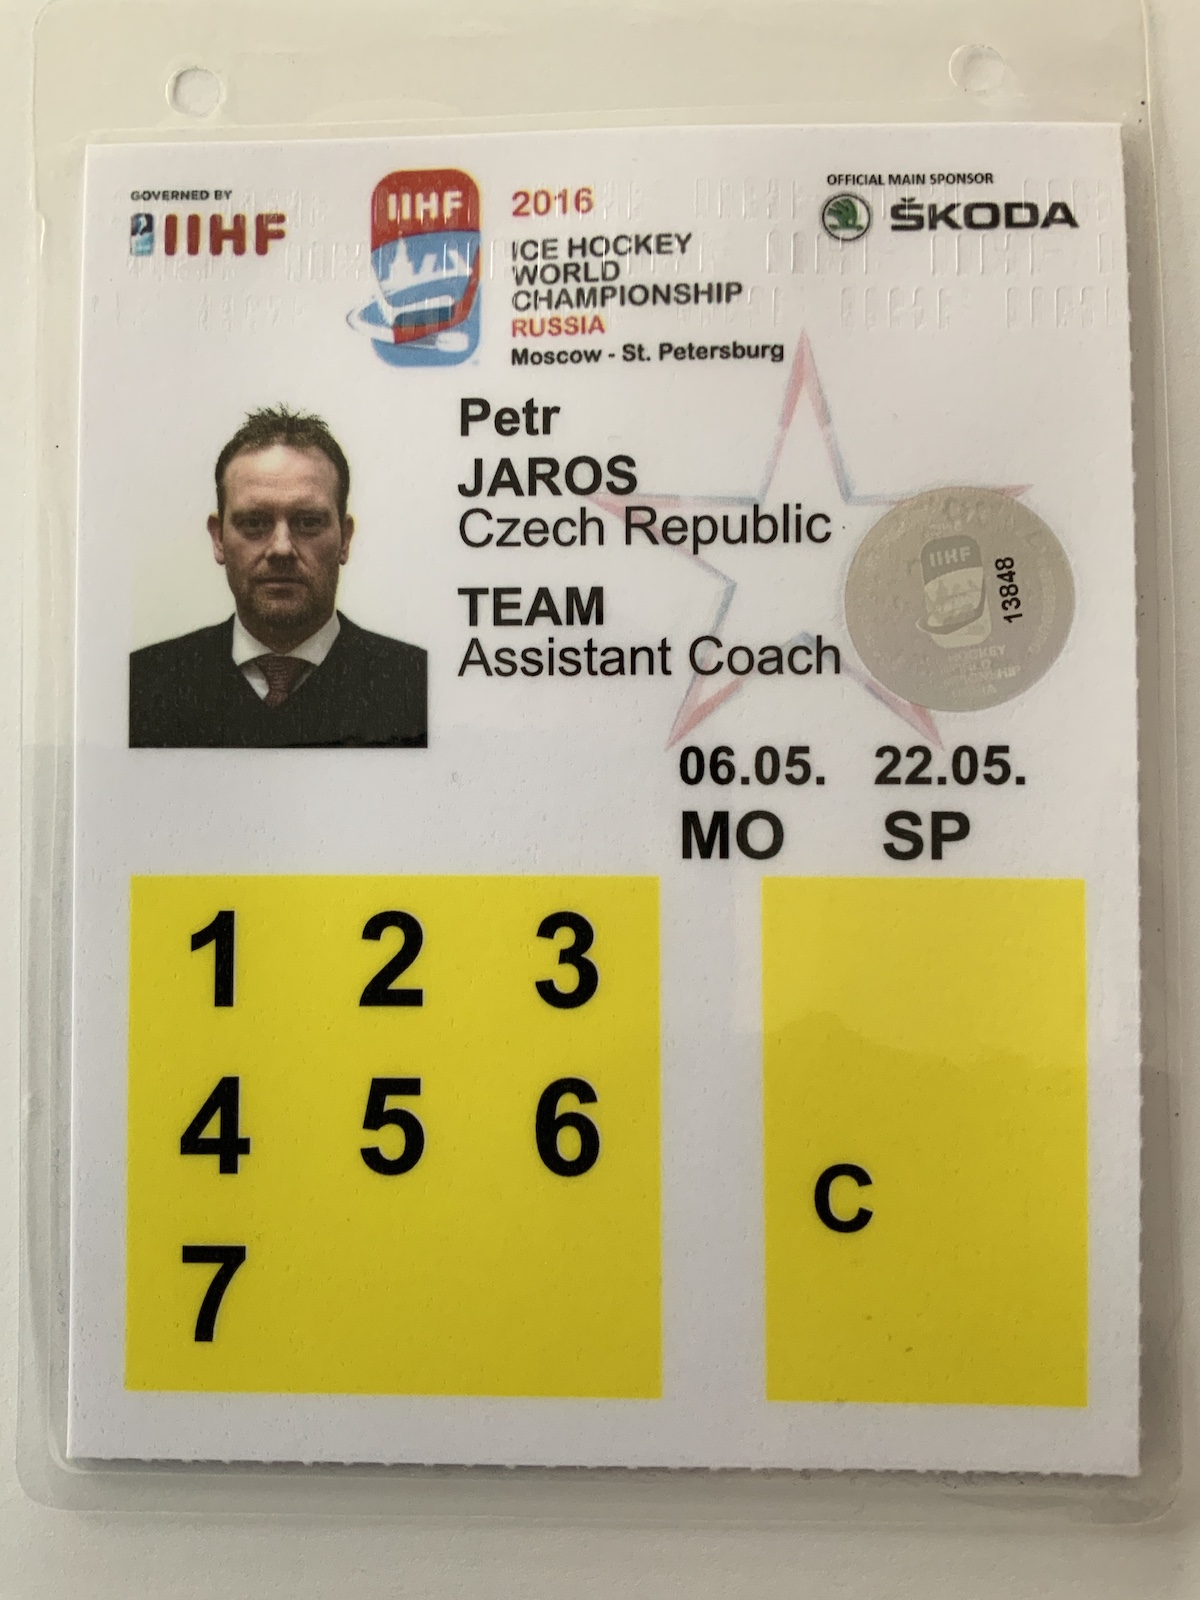 GOVERNED BY
IIHF
IIHF
2016
ICE HOCKEY
WORLD
CHAMPIONSHIP
RUSSIA
Moscow - St. Petersburg
OFFICIAL MAIN SPONSOR
ŠKODA
Petr
JAROS
Czech Republic
TEAM
Assistant Coach
IIHF
13848
HOCKEY
06.05. 22.05.
MO SP
1 2 3
4 5 6
7
C